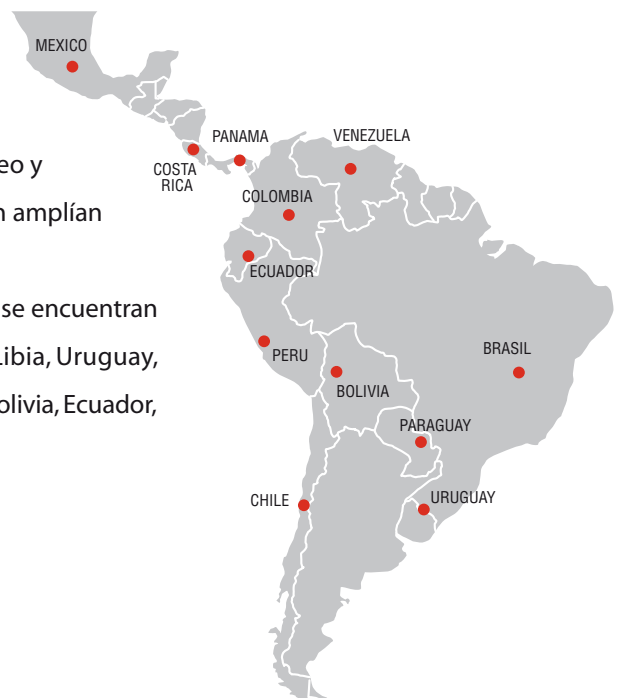 MEXICO
PANAMA
VENEZUELA
COSTA
RICA
COLOMBIA
ECUADOR
PERU
BRASIL
BOLIVIA
PARAGUAY
CHILE
URUGUAY
eo y
n amplían
se encuentran
Libia, Uruguay,
olivia, Ecuador,